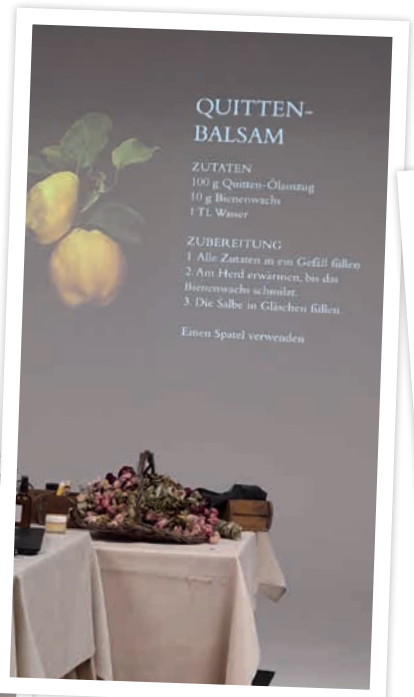 QUITTEN-
BALSAM
ZUTATEN
100 g Quitten-Ölauszug
10 g Bienenwachs
1 TL Wasser
ZUBEREITUNG
1. Alle Zutaten in ein Gefäß füllen
2. Am Herd erwärmen, bis das
Bienenwachs schmilzt.
3. Die Salbe in Gläschen füllen
Einen Spatel verwenden